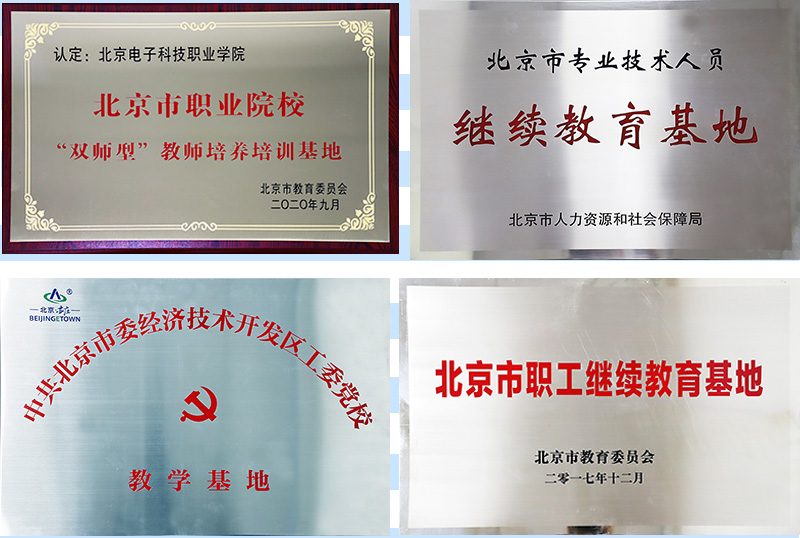 认定：北京电子科技职业学院
北京市职业院校
“双师型”教师培养培训基地
北京市教育委员会
二〇二〇年九月
北京市专业技术人员
继续教育基地
北京市人力资源和社会保障局
北京
BEIJINGETOWN
中共北京市委经济技术开发区工委党校
教学基地
北京市职工继续教育基地
北京市教育委员会
二零一七年十二月